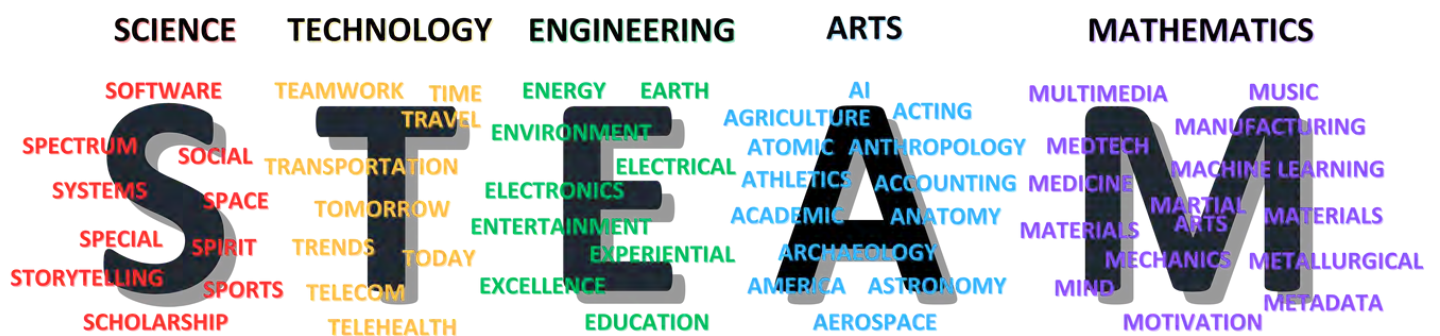 SCIENCE
SOFTWARE
SPECTRUM
SOCIAL
SYSTEMS
SPACE
SPECIAL
SPIRIT
STORYTELLING
SPORTS
SCHOLARSHIP
S
TECHNOLOGY
TEAMWORK
TIME
TRAVEL
TRANSPORTATION
TOMORROW
TRENDS
TODAY
TELECOM
TELEHEALTH
T
ENGINEERING
ENERGY
EARTH
ENVIRONMENT
ELECTRICAL
ELECTRONICS
ENTERTAINMENT
EXPERIENTIAL
EXCELLENCE
EDUCATION
E
ARTS
AI
ACTING
AGRICULTURE
ATOMIC
ANTHROPOLOGY
ATHLETICS
ACCOUNTING
ACADEMIC
ANATOMY
ARCHAEOLOGY
AMERICA
ASTRONOMY
AEROSPACE
A
MATHEMATICS
MULTIMEDIA
MUSIC
MANUFACTURING
MEDTECH
MACHINE LEARNING
MEDICINE
MARTIAL
ARTS
MATERIALS
MATERIALS
MECHANICS
METALLURGICAL
MIND
METADATA
MOTIVATION
M